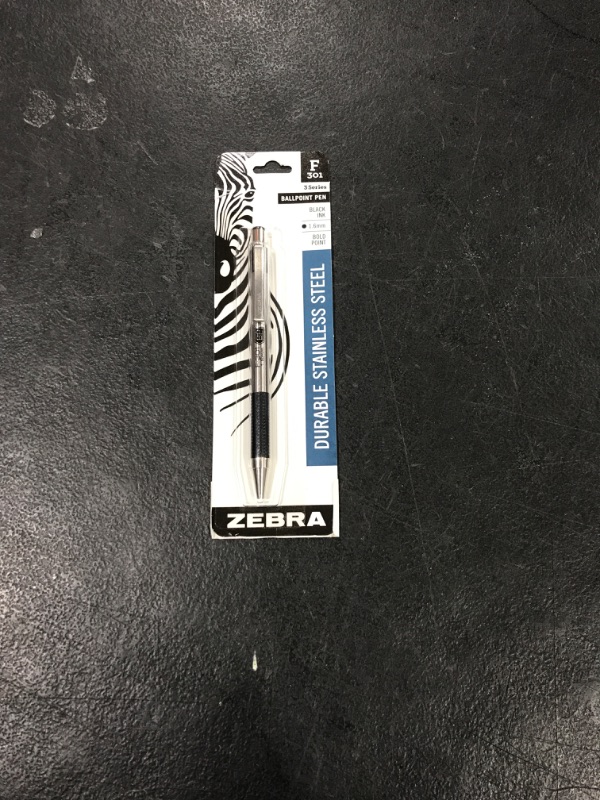 F
301
3 Series
BALLPOINT PEN
BLACK
INK
1.6mm
BOLD
POINT
DURABLE STAINLESS STEEL
ZEBRA